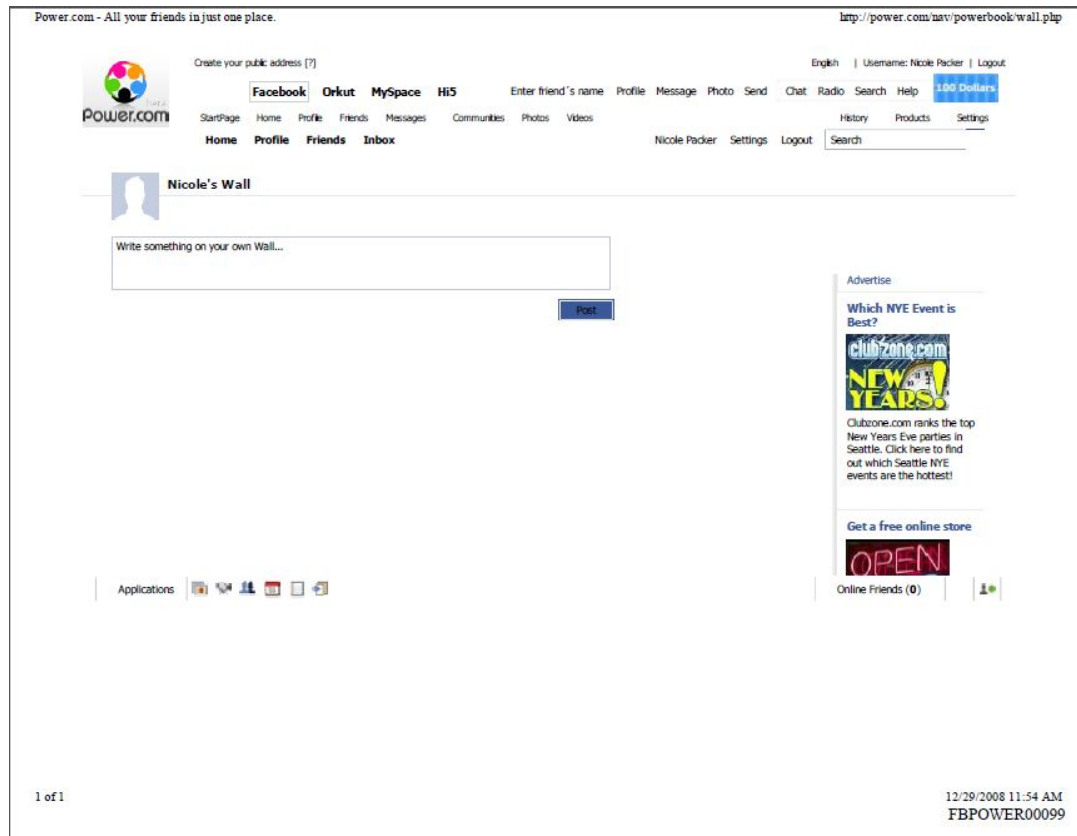 Power.com - All your friends in just one place. http://power.com/nav/powerbook/wall.php
Create your public address [?] English | Username: Nicole Packer | Logout
Facebook Orkut MySpace Hi5 Enter friend´s name Profile Message Photo Send Chat Radio Search Help 100 Dollars
beta
Power.com
StartPage Home Profile Friends Messages Communities Photos Videos History Products Settings
Home Profile Friends Inbox Nicole Packer Settings Logout Search
Nicole's Wall
Write something on your own Wall...
Post
Advertise
Which NYE Event is
Best?
clubzone.com
NEW
YEARS!
Clubzone.com ranks the top
New Years Eve parties in
Seattle. Click here to find
out which Seattle NYE
events are the hottest!
Get a free online store
OPEN
Applications Online Friends (0)
1 of 1 12/29/2008 11:54 AM
FBPOWER00099